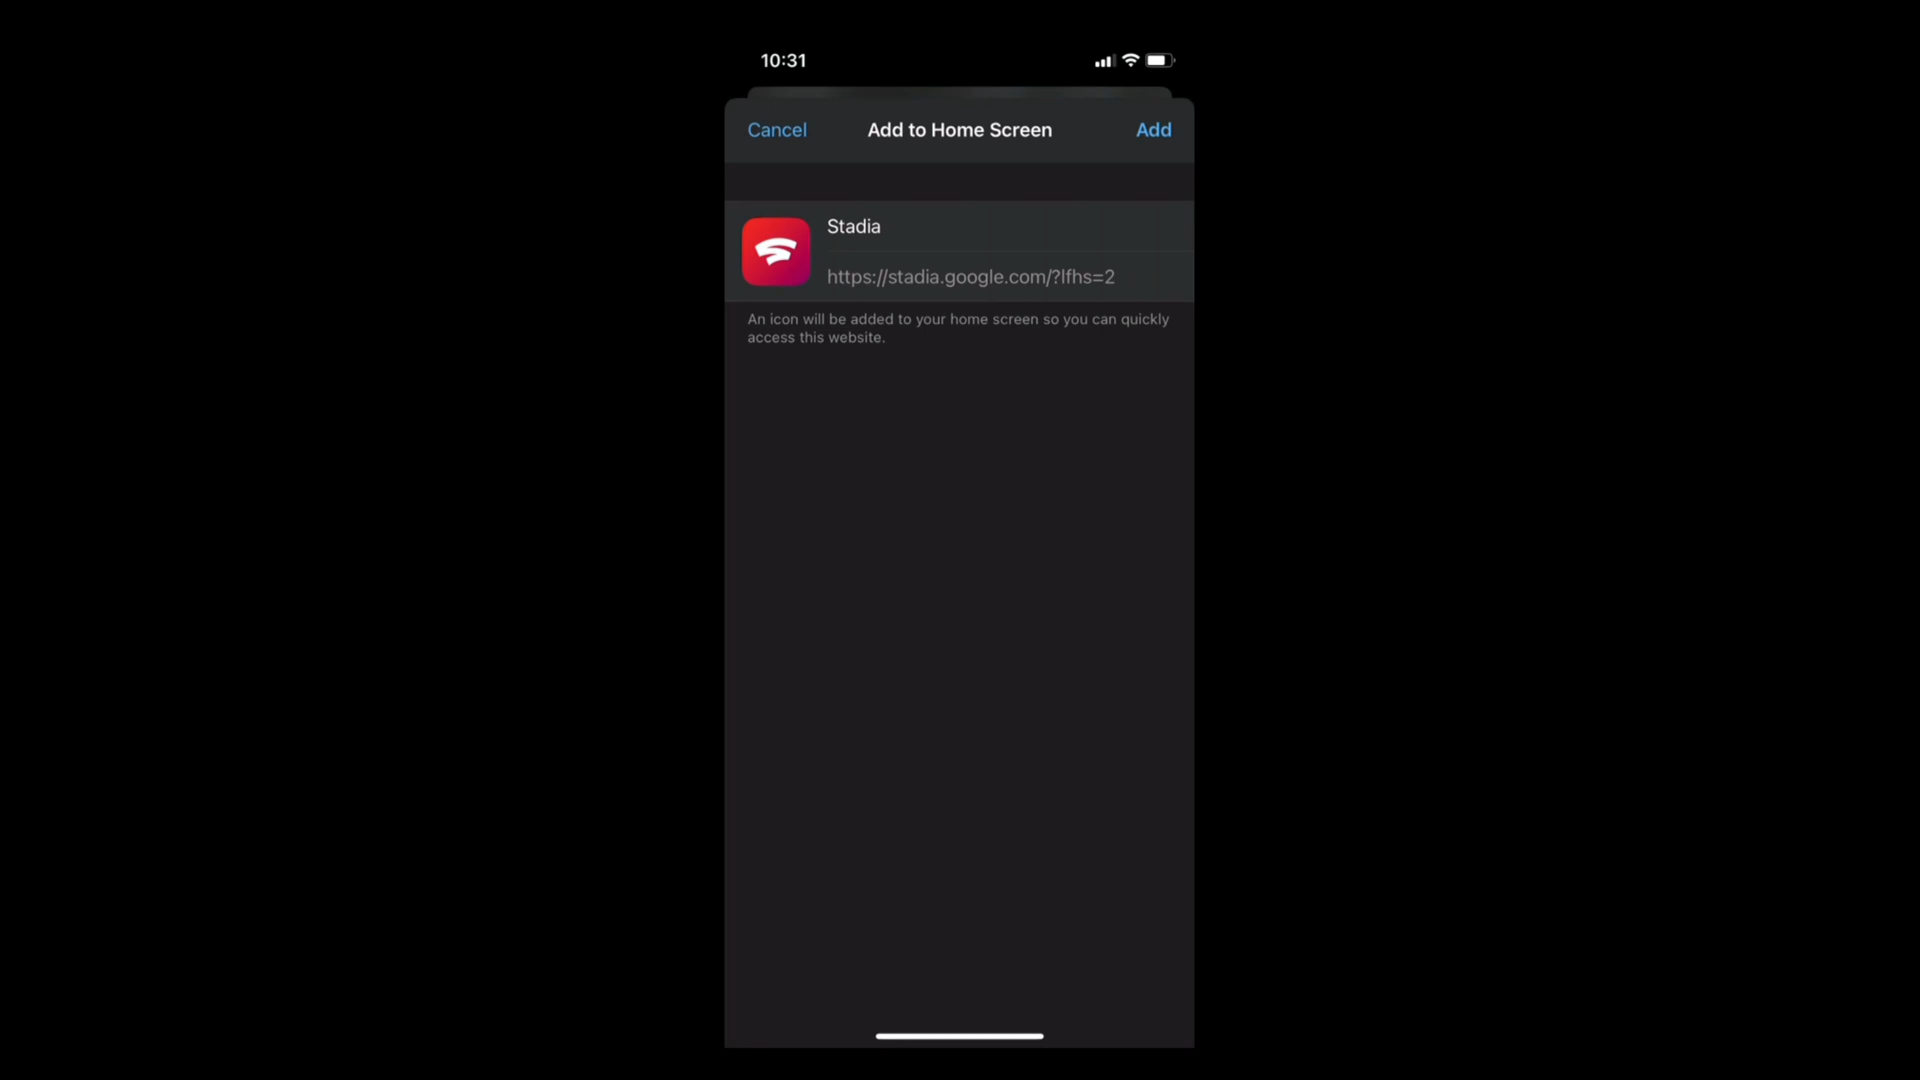 10:31
Cancel
Add to Home Screen
Add
Stadia
https://stadia.google.com/?lfhs=2
An icon will be added to your home screen so you can quickly
access this website.